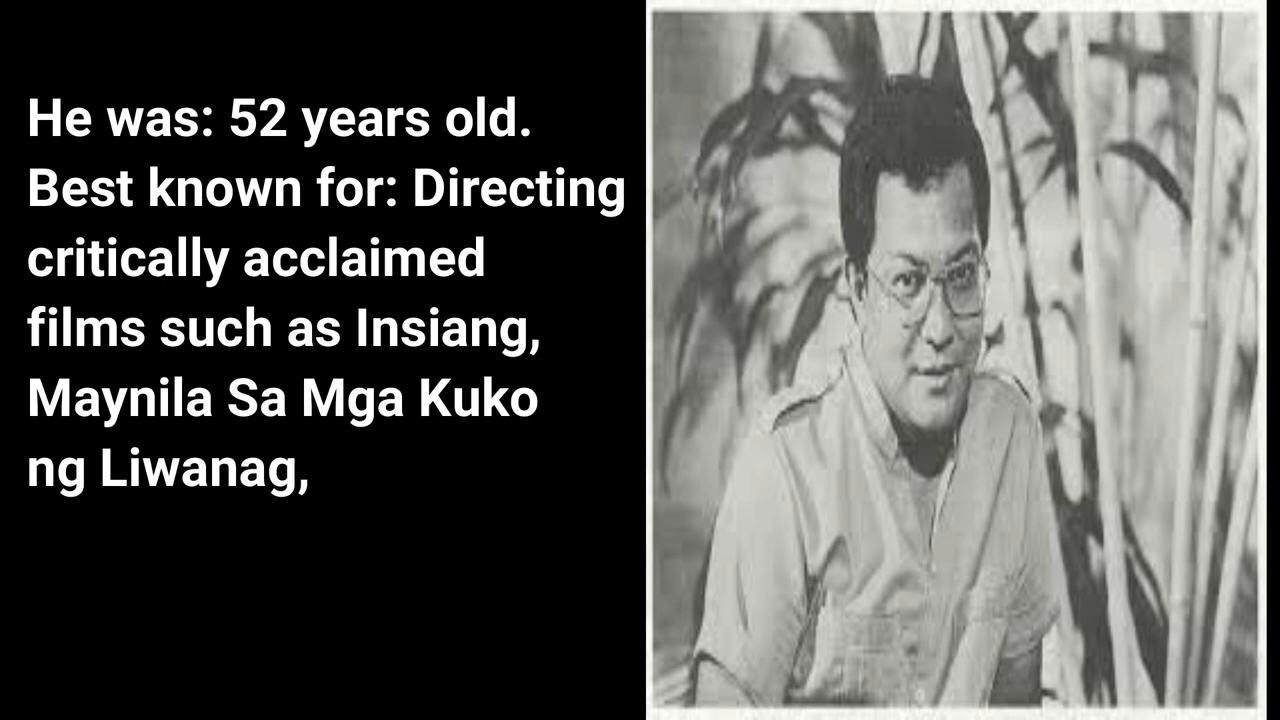 He was: 52 years old.
Best known for: Directing
critically acclaimed
films such as Insiang,
Maynila Sa Mga Kuko
ng Liwanag,